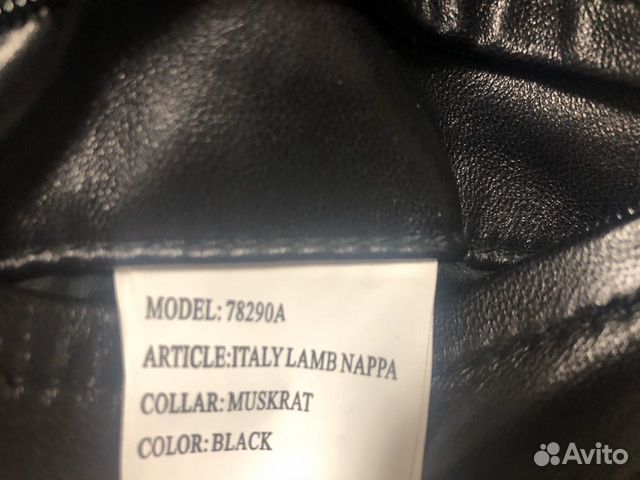 MODEL: 78290A
ARTICLE:ITALY LAMB NAPPA
COLLAR: MUSKRAT
COLOR: BLACK
Avito